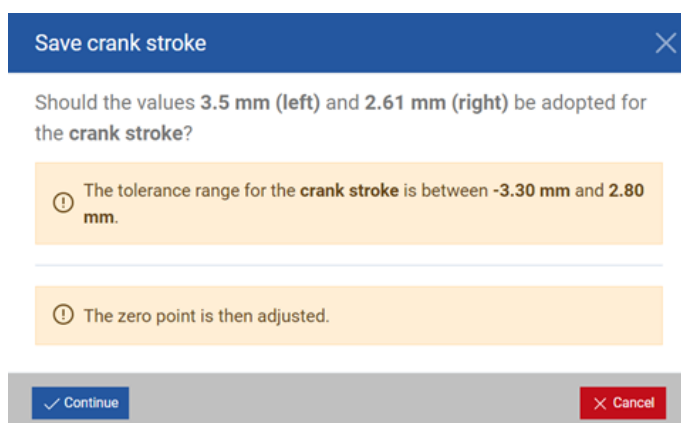 Save crank stroke
Should the values 3.5 mm (left) and 2.61 mm (right) be adopted for
the crank stroke?
The tolerance range for the crank stroke is between -3.30 mm and 2.80
mm.
The zero point is then adjusted.
Continue
Cancel